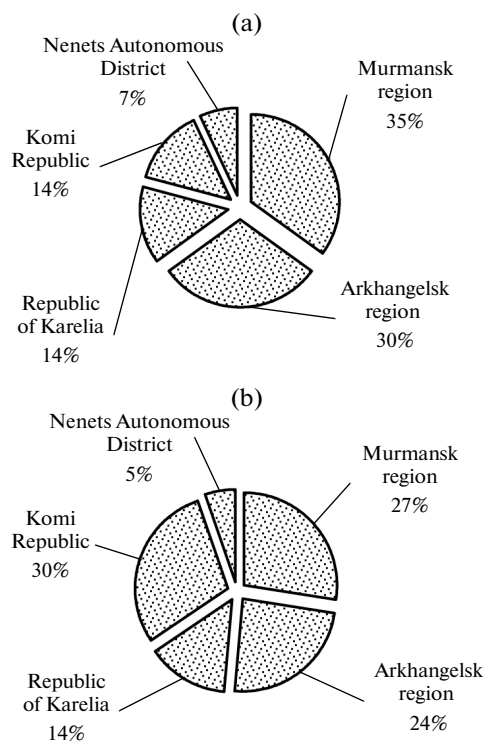 (a)
Nenets Autonomous
District
7%
Murmansk
region
35%
Komi
Republic
14%
Republic
of Karelia
14%
Arkhangelsk
region
30%
(b)
Nenets Autonomous
District
5%
Murmansk
region
27%
Komi
Republic
30%
Republic
of Karelia
14%
Arkhangelsk
region
24%